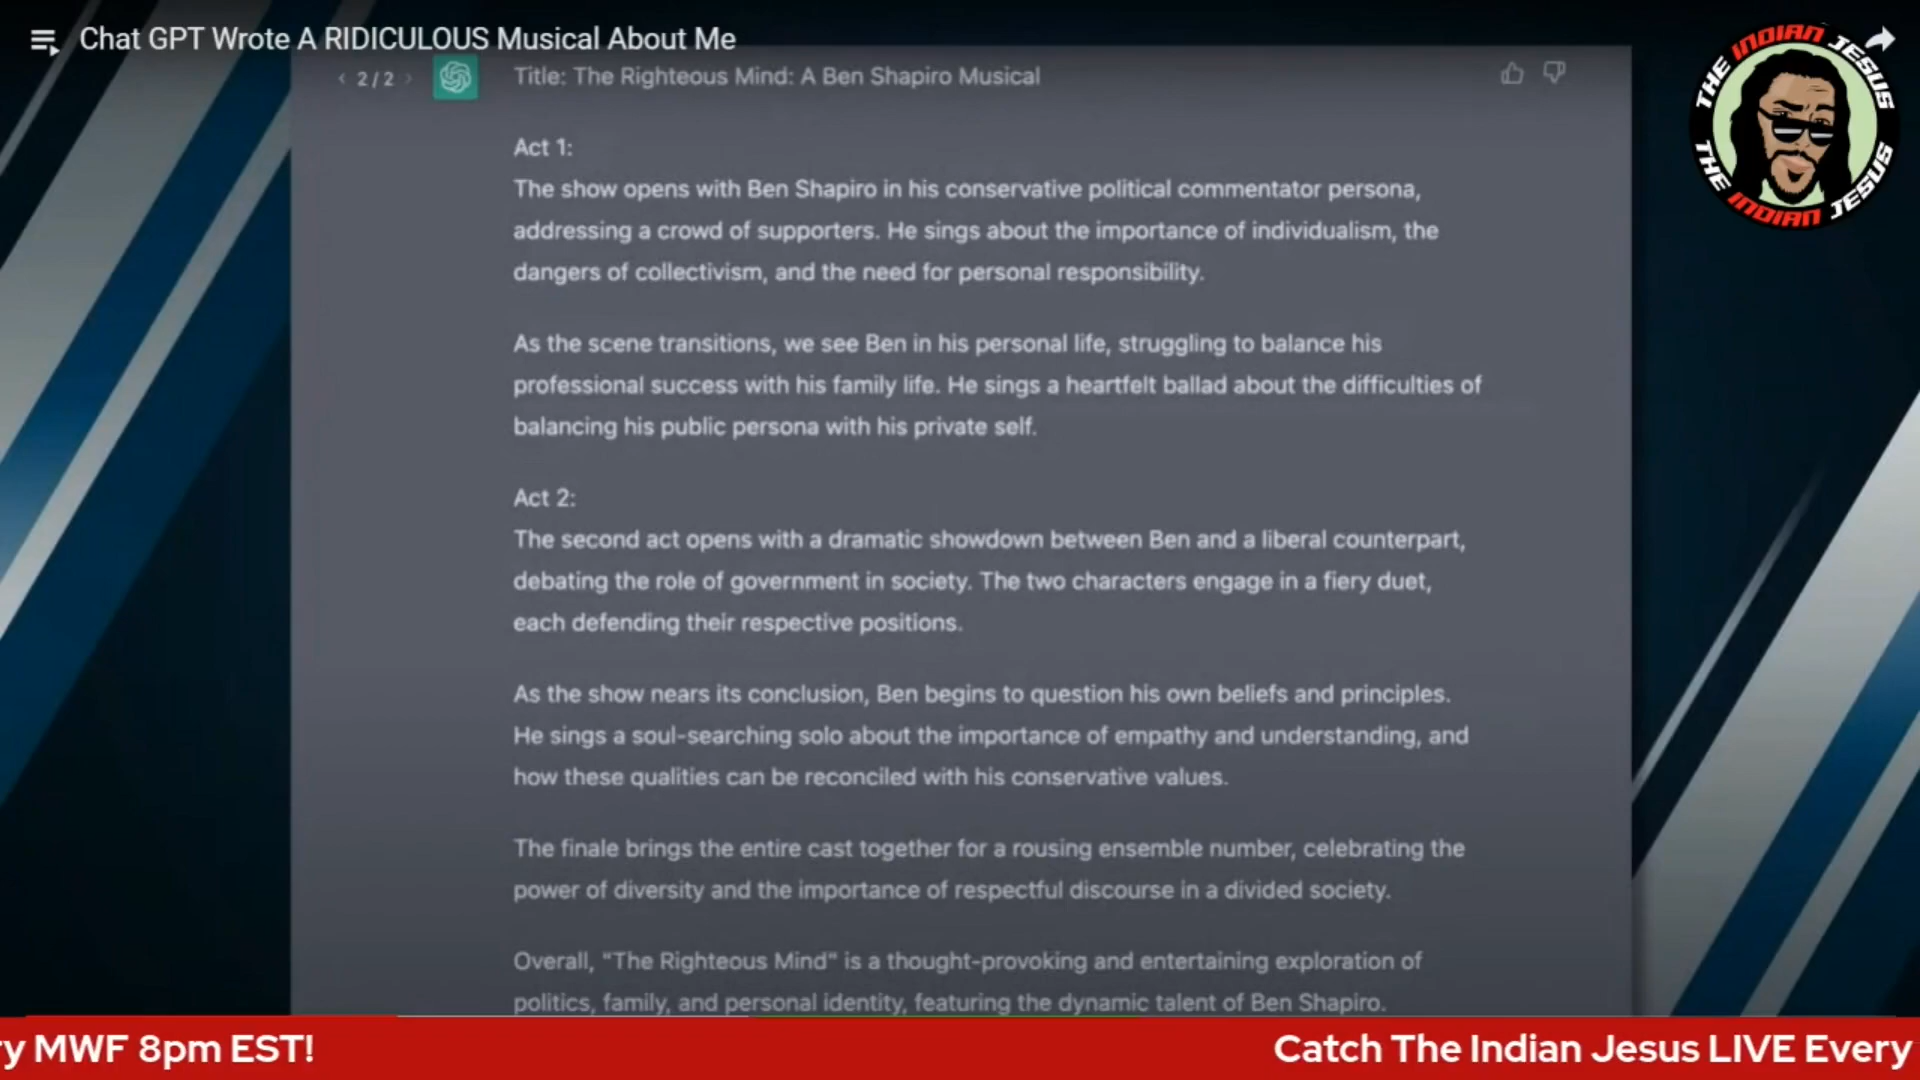 Chat GPT Wrote A RIDICULOUS Musical About Me
THE INDIAN JESUS
THE INDIAN JESUS
< 2 / 2 >
Title: The Righteous Mind: A Ben Shapiro Musical
Act 1:
The show opens with Ben Shapiro in his conservative political commentator persona,
addressing a crowd of supporters. He sings about the importance of individualism, the
dangers of collectivism, and the need for personal responsibility.
As the scene transitions, we see Ben in his personal life, struggling to balance his
professional success with his family life. He sings a heartfelt ballad about the difficulties of
balancing his public persona with his private self.
Act 2:
The second act opens with a dramatic showdown between Ben and a liberal counterpart,
debating the role of government in society. The two characters engage in a fiery duet,
each defending their respective positions.
As the show nears its conclusion, Ben begins to question his own beliefs and principles.
He sings a soul-searching solo about the importance of empathy and understanding, and
how these qualities can be reconciled with his conservative values.
The finale brings the entire cast together for a rousing ensemble number, celebrating the
power of diversity and the importance of respectful discourse in a divided society.
Overall, "The Righteous Mind" is a thought-provoking and entertaining exploration of
politics, family, and personal identity, featuring the dynamic talent of Ben Shapiro.
ry MWF 8pm EST!
Catch The Indian Jesus LIVE Every